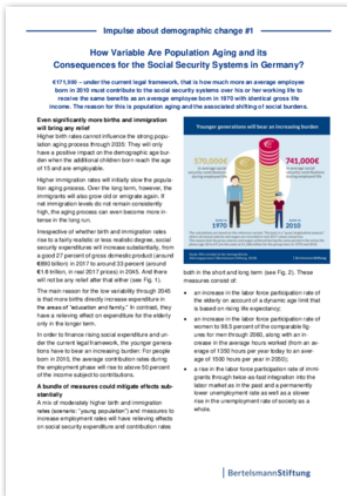 Impulse about demographic change #1
How Variable Are Population Aging and its
Consequences for the Social Security Systems in Germany?
€171,000 – under the current legal framework, that is how much more an average employee
born in 2010 must contribute to the social security systems over his or her working life to
receive the same benefits as an average employee born in 1970 with identical gross life
income. The reason for this is population aging and the associated shifting of social burdens.
Even significantly more births and immigration
will bring any relief
Higher birth rates cannot influence the strong popu-
lation aging process through 2035: They will only
have a positive impact on the demographic age bur-
den when the additional children born reach the age
of 15 and are employable.
Higher immigration rates will initially slow the popula-
tion aging process. Over the long term, however, the
immigrants will also grow old or emigrate again. If
net immigration levels do not remain consistently
high, the aging process can even become more in-
tense in the long run.
Irrespective of whether birth and immigration rates
rise to a fairly realistic or less realistic degree, social
security expenditures will increase substantially, from
a good 27 percent of gross domestic product (around
€890 billion) in 2017 to around 33 percent (around
€1.6 trillion, in real 2017 prices) in 2045. And there
will not be any relief after that either (see Fig. 1).
The main reason for the low variability through 2045
is that more births directly increase expenditure in
the areas of "education and family." In contrast, they
have a relieving effect on expenditure for the elderly
only in the longer term.
In order to finance rising social expenditure and un-
der the current legal framework, the younger genera-
tions have to bear an increasing burden: For people
born in 2010, the average contribution rates during
the employment phase will rise to above 50 percent
of the income subject to contributions.
A bundle of measures could mitigate effects sub-
stantially
A mix of moderately higher birth and immigration
rates (scenario: "young population") and measures to
increase employment rates will have relieving effects
on social security expenditure and contribution rates
Younger generations will bear an increasing burden
570,000€
in average social
security contributions
during employed life
741,000€
in average social
security contributions
during employed life
born in
1970
born in
2010
BertelsmannStiftung
both in the short and long term (see Fig. 2). These
measures consist of:
• an increase in the labor force participation rate of
the elderly on account of a dynamic age limit that
is based on rising life expectancy;
• an increase in the labor force participation rate of
women to 98.5 percent of the comparable fig-
ures for men through 2060, along with an in-
crease in the average hours worked (from an av-
erage of 1350 hours per year today to an aver-
age of 1500 hours per year in 2050);
• a rise in the labor force participation rate of immi-
grants through twice-as-fast integration into the
labor market as in the past and a permanently
lower unemployment rate as well as a slower
rise in the unemployment rate of society as a
whole.
BertelsmannStiftung